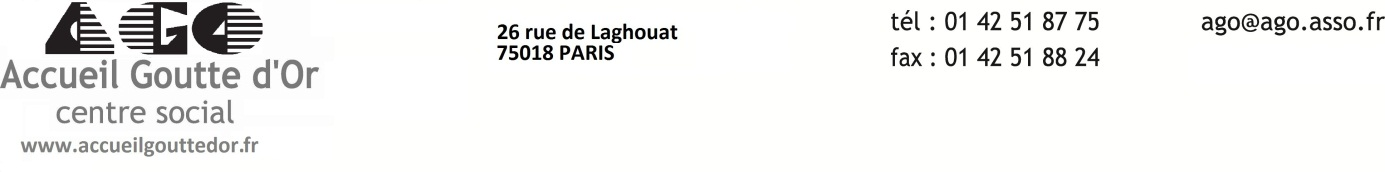 AGO
Accueil Goutte d'Or
centre social
www.accueilgouttedor.fr
26 rue de Laghouat
75018 PARIS
tél : 01 42 51 87 75
fax : 01 42 51 88 24
ago@ago.asso.fr